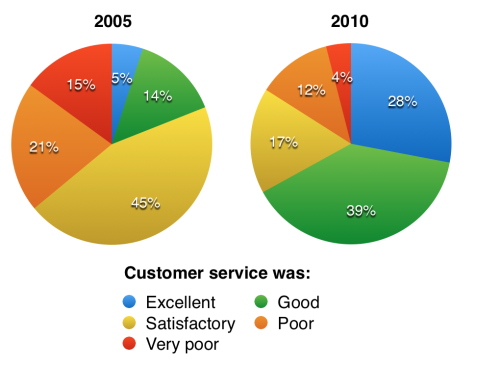 2005 2010
5%
14%
45%
21%
15%
28%
39%
17%
12%
4%
Customer service was:
Excellent Good
Satisfactory Poor
Very poor